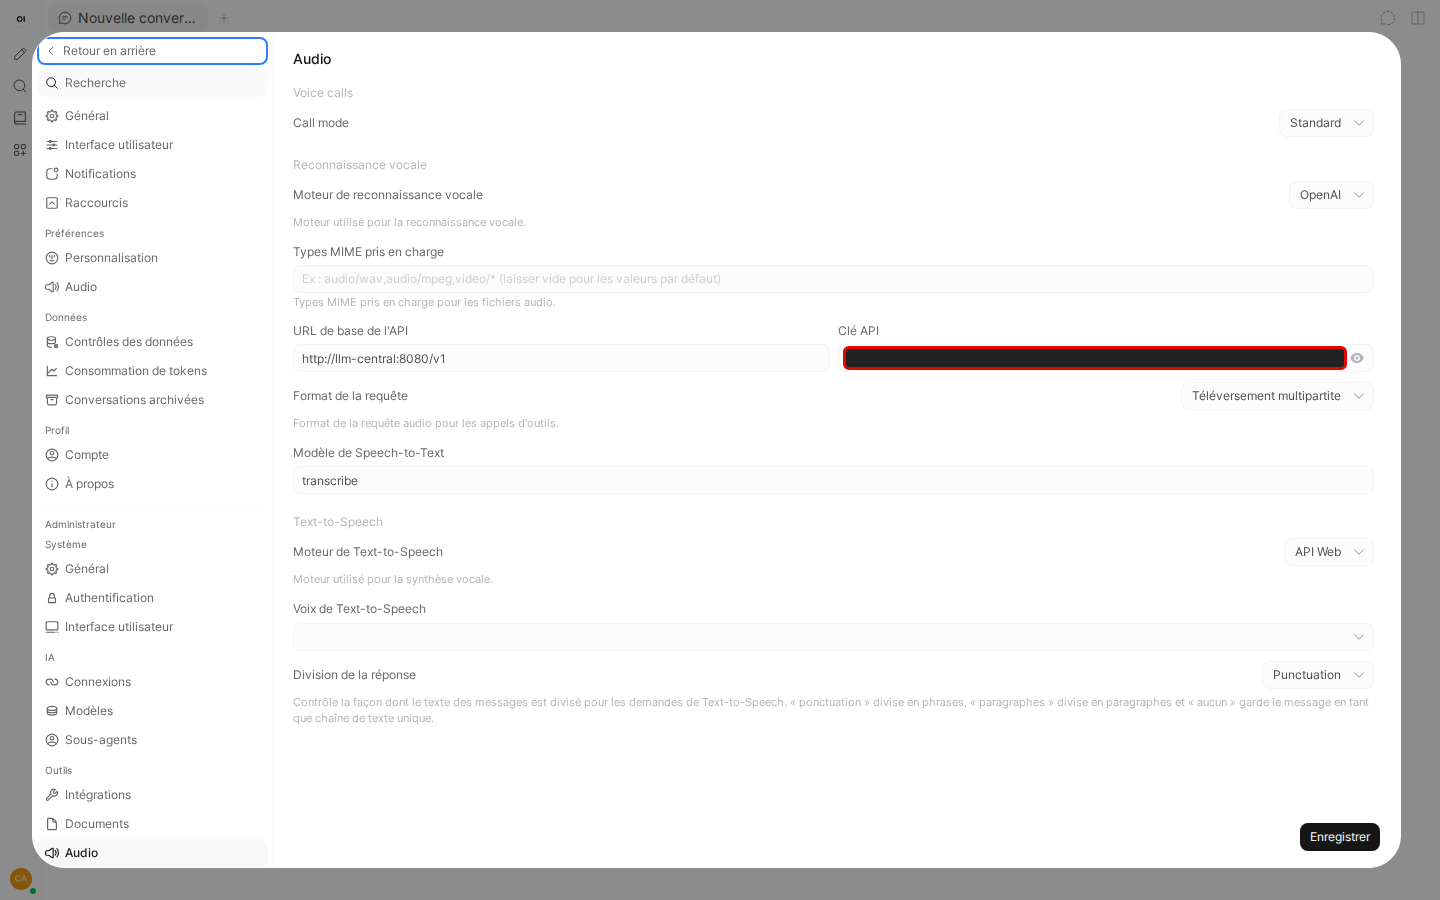 OI
Nouvelle conver...
Retour en arrière
Recherche
Général
Interface utilisateur
Notifications
Raccourcis
Préférences
Personnalisation
Audio
Données
Contrôles des données
Consommation de tokens
Conversations archivées
Profil
Compte
À propos
Administrateur
Système
Général
Authentification
Interface utilisateur
IA
Connexions
Modèles
Sous-agents
Outils
Intégrations
Documents
Audio
CA
Audio
Voice calls
Call mode
Standard
Reconnaissance vocale
Moteur de reconnaissance vocale
OpenAI
Moteur utilisé pour la reconnaissance vocale.
Types MIME pris en charge
Ex : audio/wav,audio/mpeg,video/* (laisser vide pour les valeurs par défaut)
Types MIME pris en charge pour les fichiers audio.
URL de base de l'API
Clé API
http://llm-central:8080/v1
Format de la requête
Téléversement multipartite
Format de la requête audio pour les appels d'outils.
Modèle de Speech-to-Text
transcribe
Text-to-Speech
Moteur de Text-to-Speech
API Web
Moteur utilisé pour la synthèse vocale.
Voix de Text-to-Speech
Division de la réponse
Punctuation
Contrôle la façon dont le texte des messages est divisé pour les demandes de Text-to-Speech. « ponctuation » divise en phrases, « paragraphes » divise en paragraphes et « aucun » garde le message en tant
que chaîne de texte unique.
Enregistrer